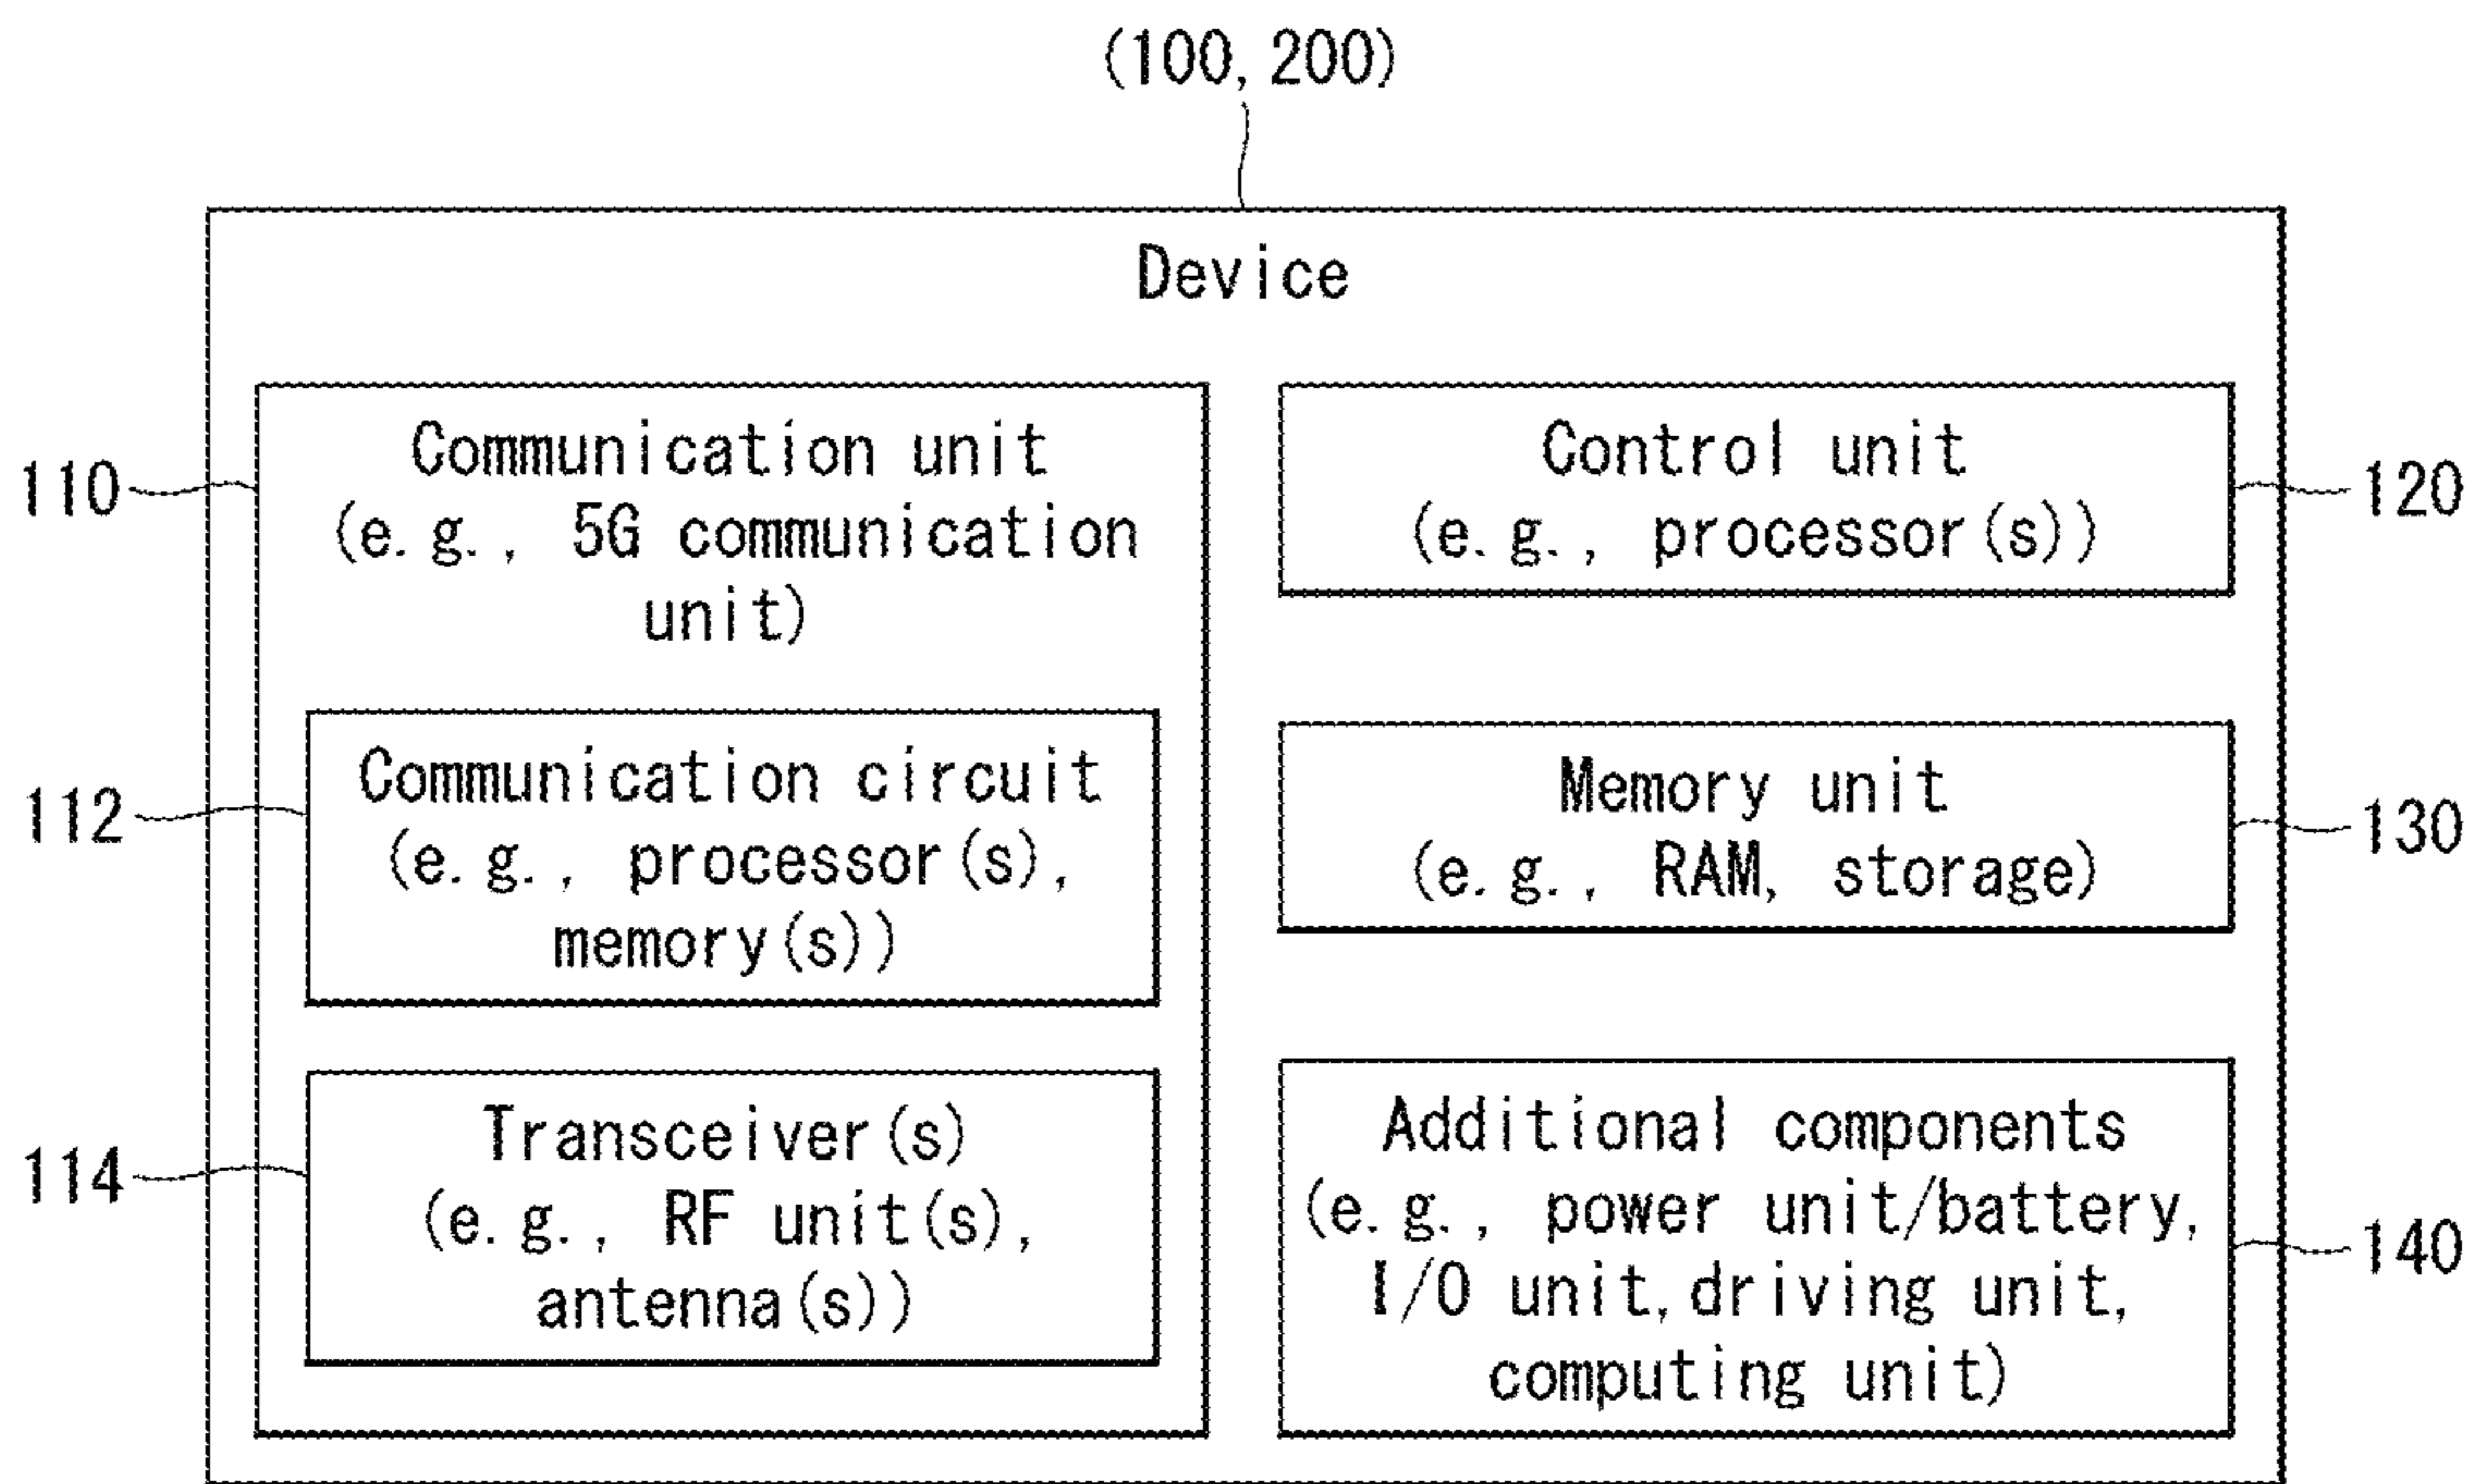 (100, 200)
Device
110
Communication unit
(e.g., 5G communication
unit)
112
Communication circuit
(e.g., processor(s),
memory(s))
114
Transceiver(s)
(e.g., RF unit(s),
antenna(s))
Control unit
(e.g., processor(s))
120
Memory unit
(e.g., RAM, storage)
130
Additional components
(e.g., power unit/battery,
I/O unit, driving unit,
computing unit)
140